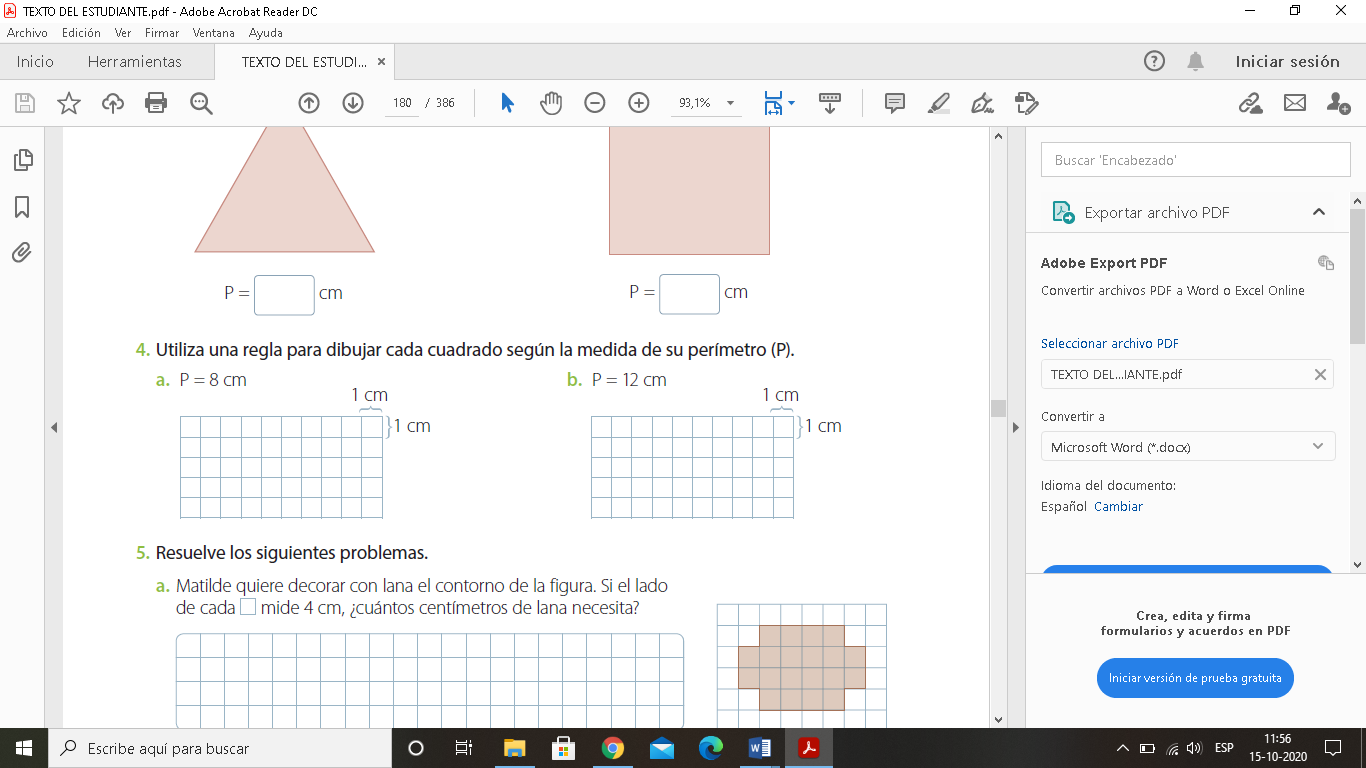 TEXTO DEL ESTUDIANTE.pdf - Adobe Acrobat Reader DC
Archivo Edición Ver Firmar Ventana Ayuda
Inicio Herramientas TEXTO DEL ESTUDI... ×
Iniciar sesión
180 / 386 93,1%
P = cm
P = cm
4. Utiliza una regla para dibujar cada cuadrado según la medida de su perímetro (P).
a. P = 8 cm
1 cm
1 cm
b. P = 12 cm
1 cm
1 cm
5. Resuelve los siguientes problemas.
a. Matilde quiere decorar con lana el contorno de la figura. Si el lado
de cada □ mide 4 cm, ¿cuántos centímetros de lana necesita?
Buscar 'Encabezado'
Exportar archivo PDF
Adobe Export PDF
Convertir archivos PDF a Word o Excel Online
Seleccionar archivo PDF
TEXTO DEL...IANTE.pdf
Convertir a
Microsoft Word (*.docx)
Idioma del documento:
Español Cambiar
Crea, edita y firma
formularios y acuerdos en PDF
Iniciar versión de prueba gratuita
Escribe aquí para buscar
ESP
11:56
15-10-2020